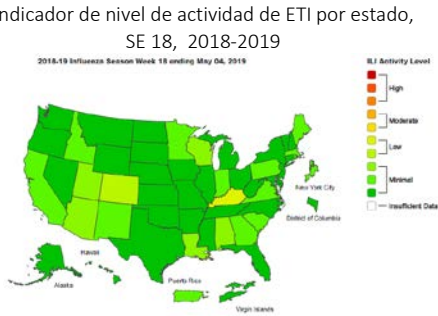 ndicador de nivel de actividad de ETI por estado,
SE 18, 2018-2019
2018-19 Influenza Season Week 18 ending May 04, 2019
ILI Activity Level
High
Moderate
Low
Minimal
Insufficient Data
New York City
District of Columbia
Hawaii
Alaska
Puerto Rico
Virgin Islands